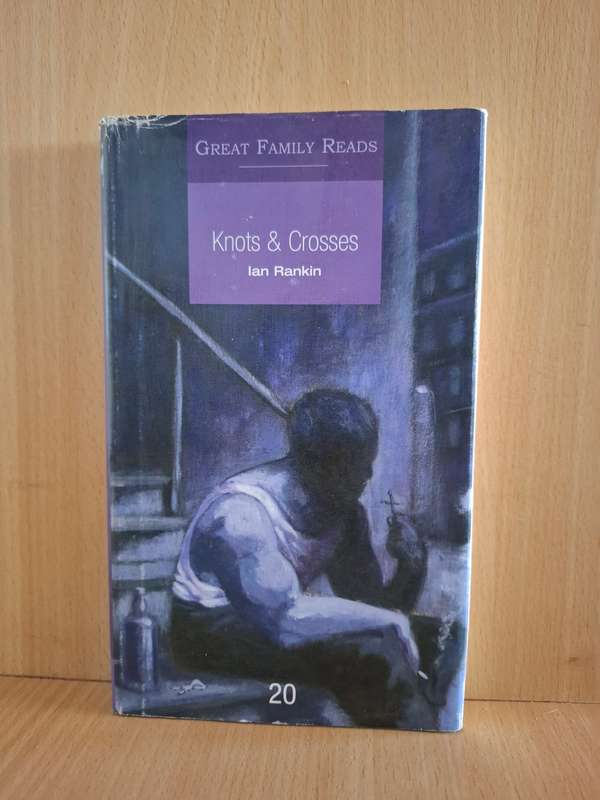 GREAT FAMILY READS
Knots & Crosses
Ian Rankin
20